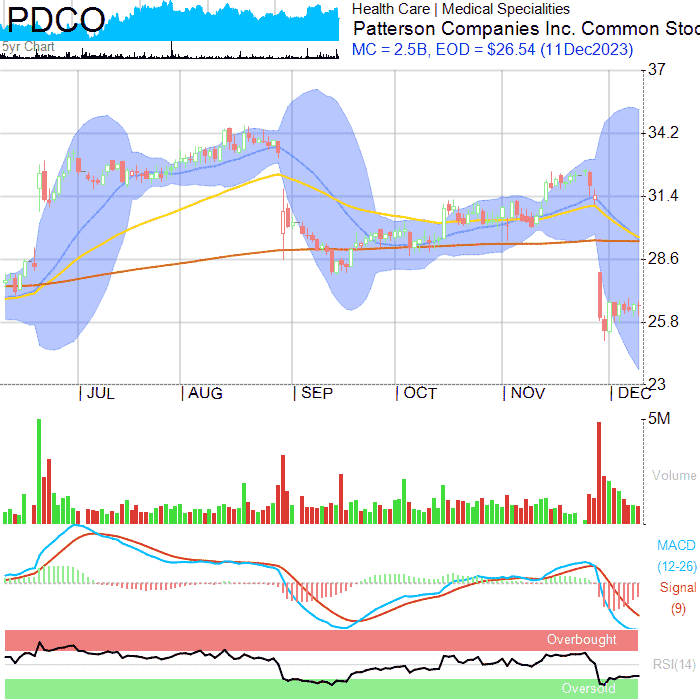 PDCO
5yr Chart
Health Care | Medical Specialities
Patterson Companies Inc. Common Stoc
MC = 2.5B, EOD = $26.54 (11Dec2023)
37
34.2
31.4
28.6
25.8
23
JUL
AUG
SEP
OCT
NOV
DEC
5M
Volume
MACD
(12-26)
Signal
(9)
Overbought
RSI(14)
Oversold